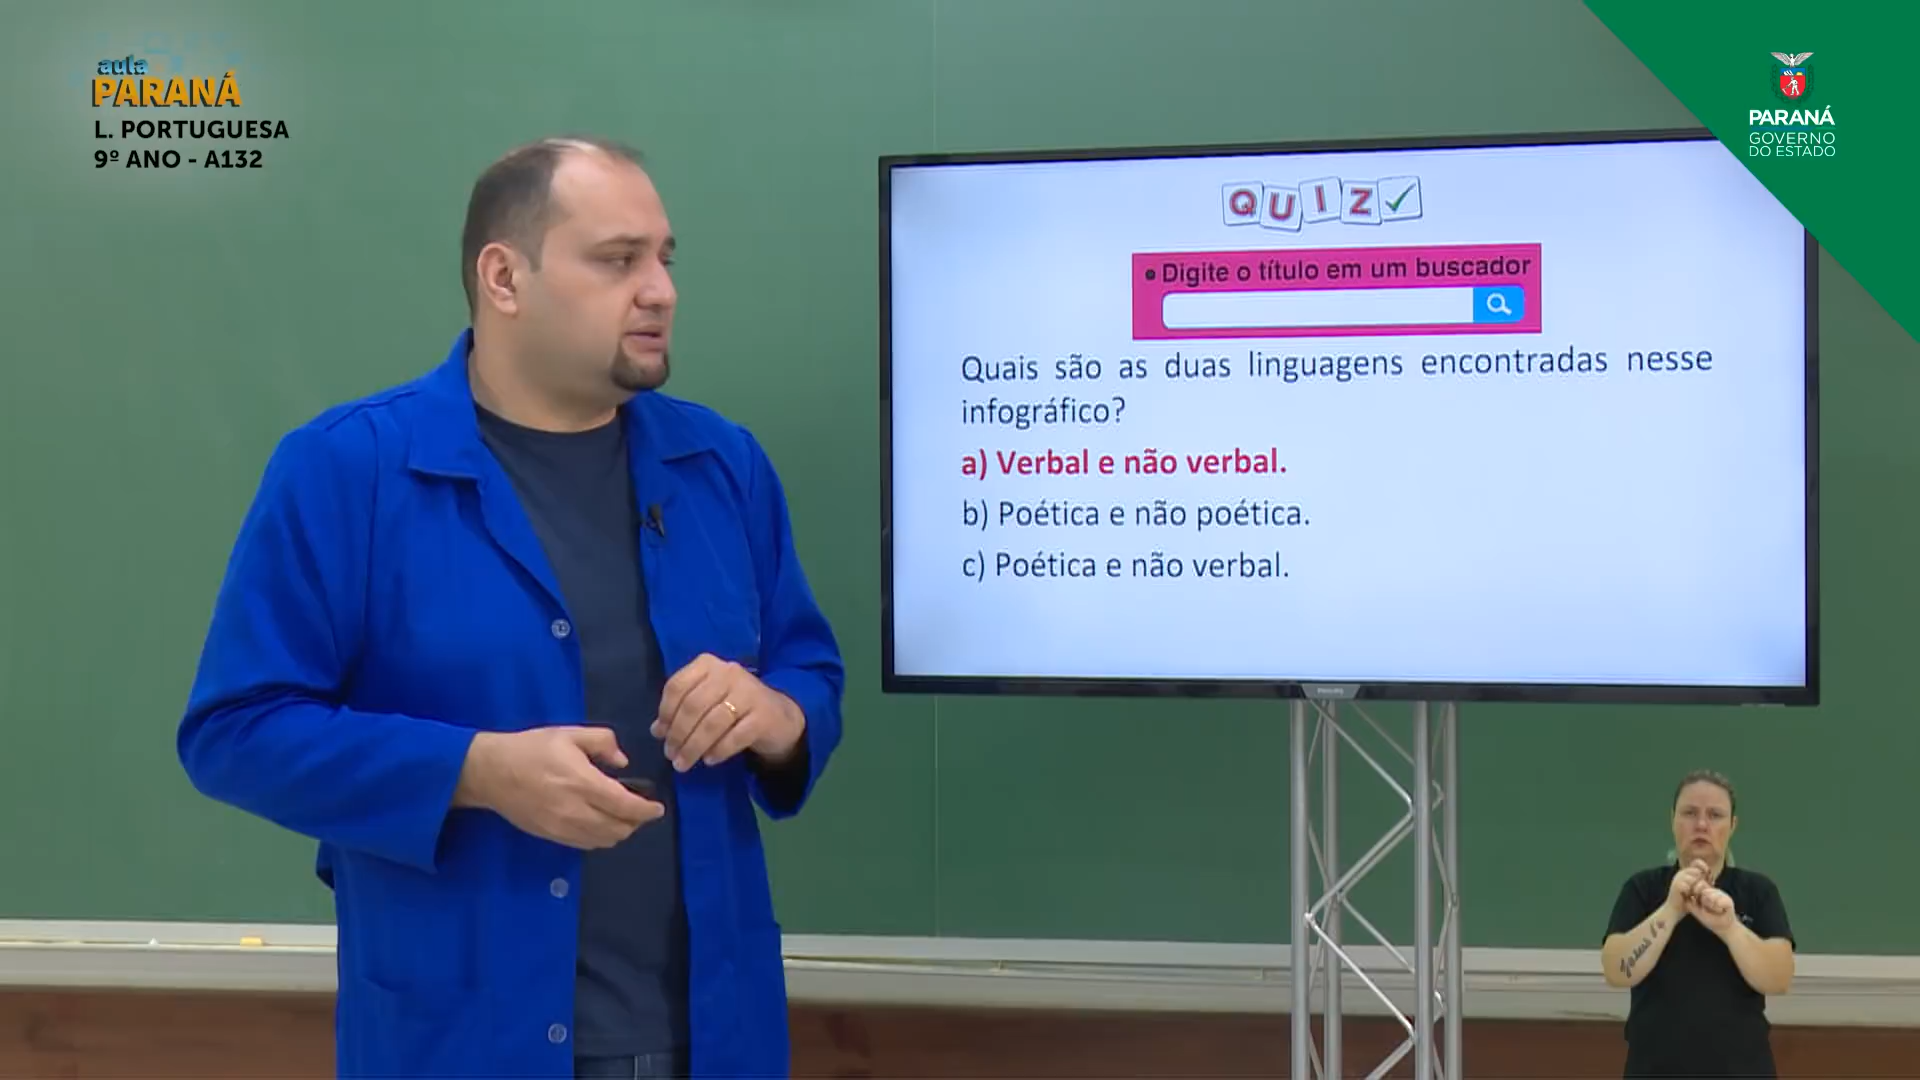 aula
PARANÁ
L. PORTUGUESA
9º ANO - A132
PARANÁ
GOVERNO
DO ESTADO
QUIZ
• Digite o título em um buscador
Quais são as duas linguagens encontradas nesse
infográfico?
a) Verbal e não verbal.
b) Poética e não poética.
c) Poética e não verbal.
PHILIPS